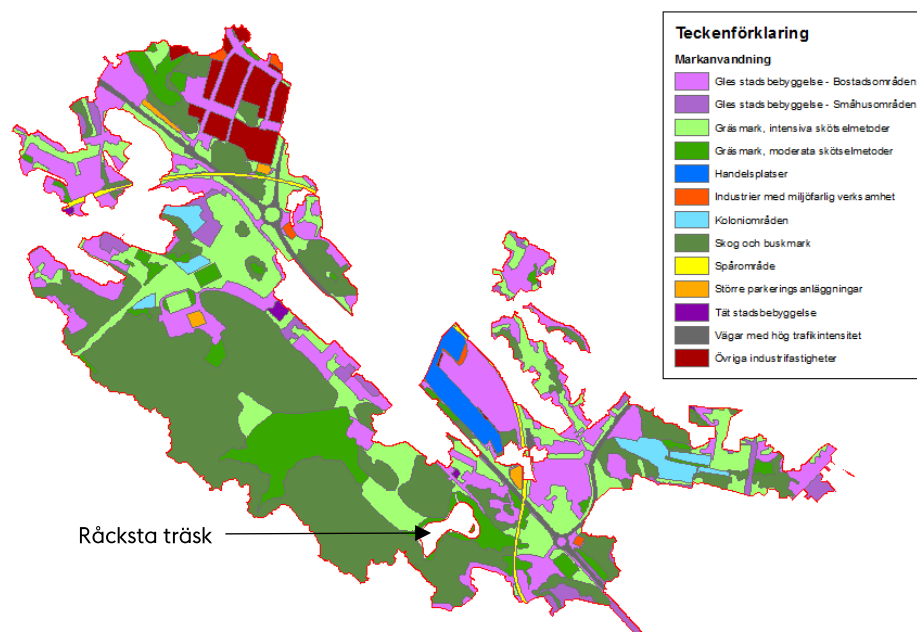 Teckenförklaring
Markanvandning
Gles stadsbebyggelse - Bostadsområden
Gles stadsbebyggelse - Småhusområden
Gräsmark, intensiva skötselmetoder
Gräsmark, moderata skötselmetoder
Handelsplatser
Industrier med miljöfarlig verksamhet
Koloniområden
Skog och buskmark
Spårområde
Större parkeringsanläggningar
Tät stadsbebyggelse
Vägar med hög trafikintensitet
Övriga industrifastigheter
Råcksta träsk